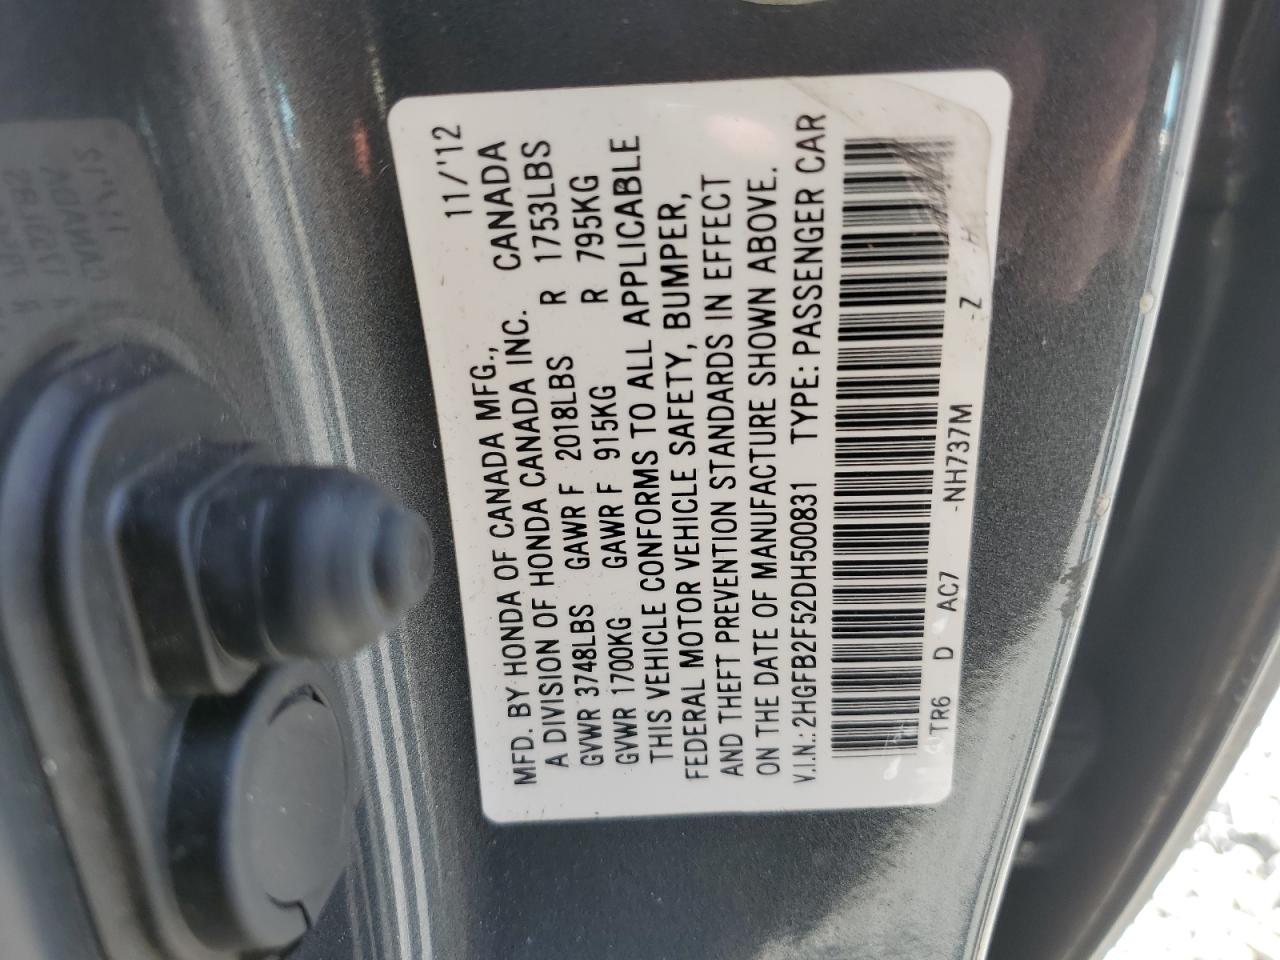 11/'12
MFD. BY HONDA OF CANADA MFG., CANADA
A DIVISION OF HONDA CANADA INC.
GVWR 3748LBS GAWR F 2018LBS R 1753LBS
GVWR 1700KG GAWR F 915KG R 795KG
THIS VEHICLE CONFORMS TO ALL APPLICABLE
FEDERAL MOTOR VEHICLE SAFETY, BUMPER,
AND THEFT PREVENTION STANDARDS IN EFFECT
ON THE DATE OF MANUFACTURE SHOWN ABOVE.
V.I.N.: 2HGFB2F52DH500831 TYPE: PASSENGER CAR
TR6 D AC7 -NH737M -Z H